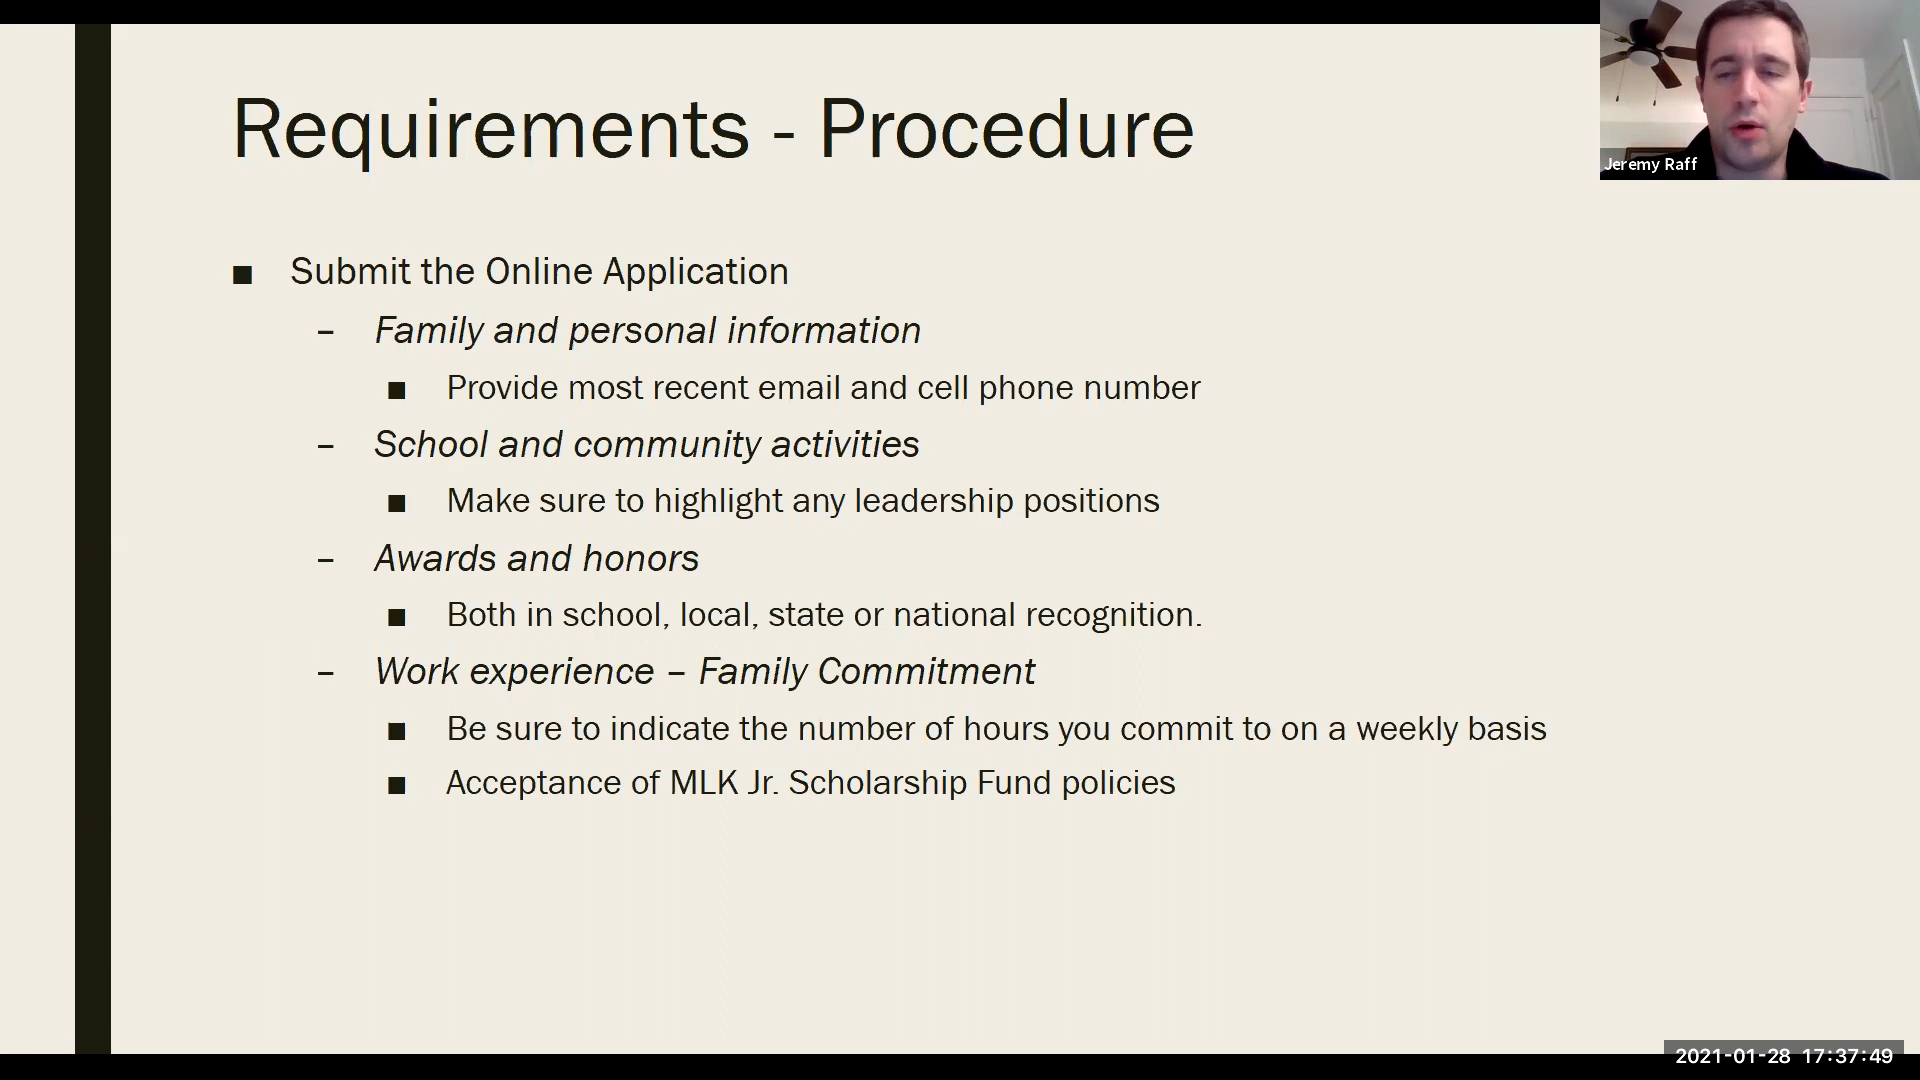 Requirements - Procedure
Jeremy Raff
■ Submit the Online Application
– Family and personal information
■ Provide most recent email and cell phone number
– School and community activities
■ Make sure to highlight any leadership positions
– Awards and honors
■ Both in school, local, state or national recognition.
– Work experience – Family Commitment
■ Be sure to indicate the number of hours you commit to on a weekly basis
■ Acceptance of MLK Jr. Scholarship Fund policies
2021-01-28 17:37:49